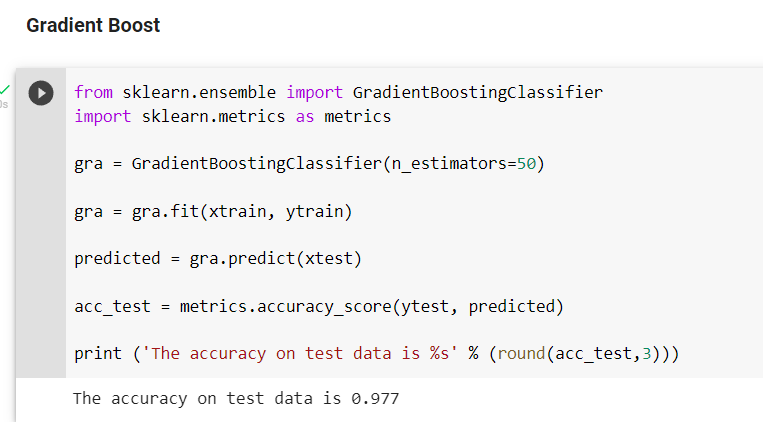 Gradient Boost
from sklearn.ensemble import GradientBoostingClassifier
import sklearn.metrics as metrics
gra = GradientBoostingClassifier(n_estimators=50)
gra = gra.fit(xtrain, ytrain)
predicted = gra.predict(xtest)
acc_test = metrics.accuracy_score(ytest, predicted)
print ('The accuracy on test data is %s' % (round(acc_test,3)))
The accuracy on test data is 0.977